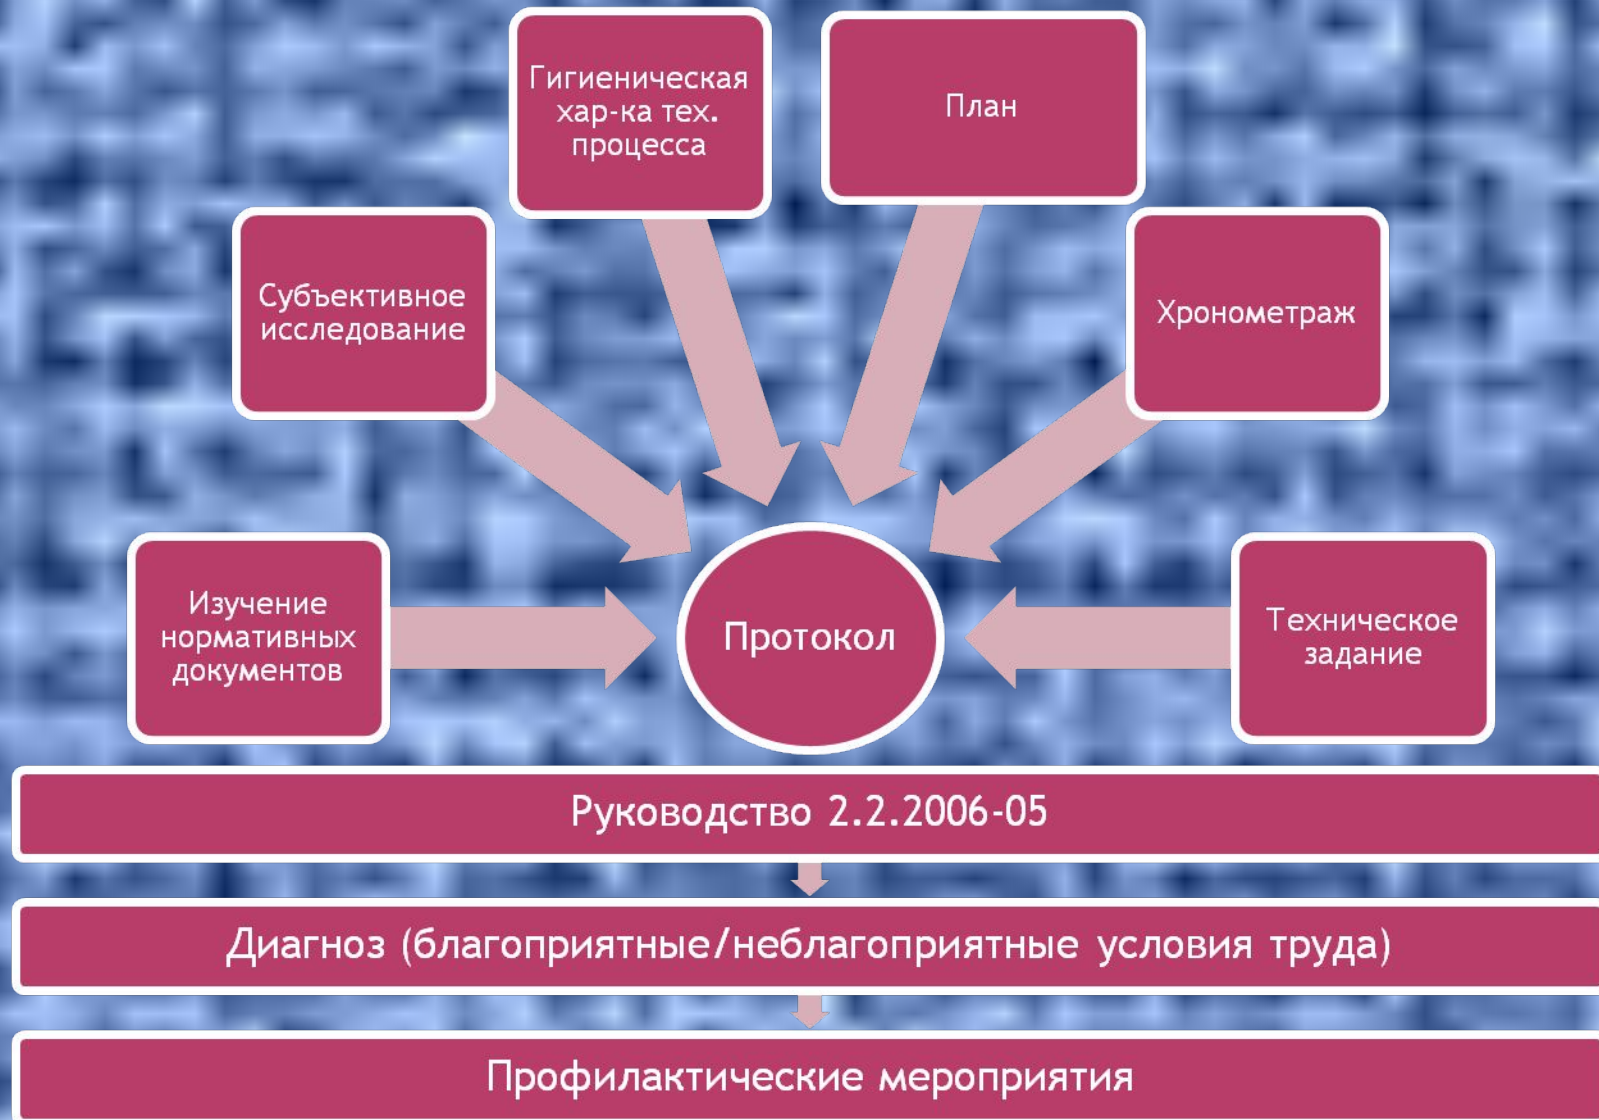 Гигиеническая
хар-ка тех.
процесса
План
Субъективное
исследование
Хронометраж
Изучение
нормативных
документов
Протокол
Техническое
задание
Руководство 2.2.2006-05
Диагноз (благоприятные/неблагоприятные условия труда)
Профилактические мероприятия